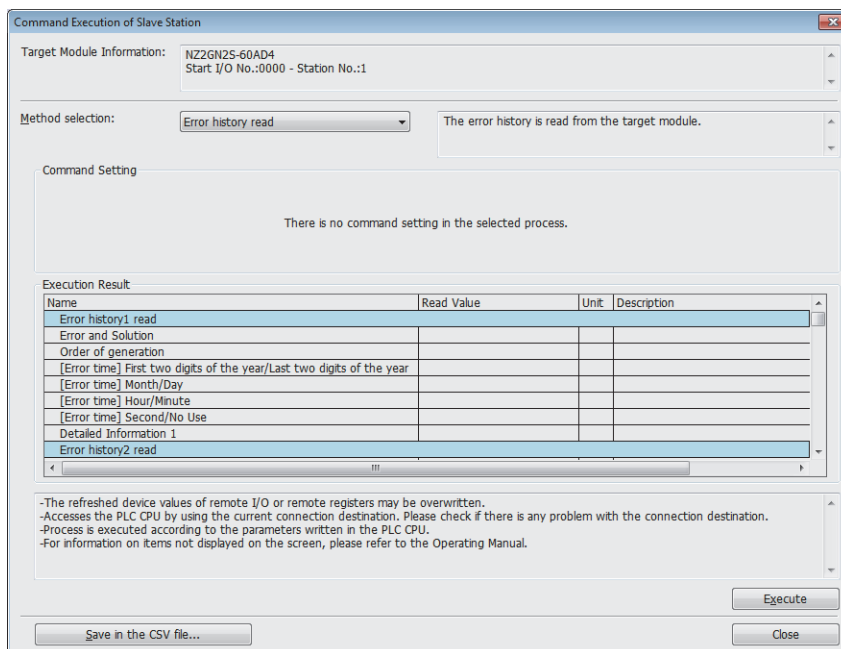 Command Execution of Slave Station
Target Module Information:
NZ2GN2S-60AD4
Start I/O No.:0000 - Station No.:1
Method selection:
Error history read
The error history is read from the target module.
Command Setting
There is no command setting in the selected process.
Execution Result
Name Read Value Unit Description
Error history1 read
Error and Solution
Order of generation
[Error time] First two digits of the year/Last two digits of the year
[Error time] Month/Day
[Error time] Hour/Minute
[Error time] Second/No Use
Detailed Information 1
Error history2 read
-The refreshed device values of remote I/O or remote registers may be overwritten.
-Accesses the PLC CPU by using the current connection destination. Please check if there is any problem with the connection destination.
-Process is executed according to the parameters written in the PLC CPU.
-For information on items not displayed on the screen, please refer to the Operating Manual.
Execute
Save in the CSV file...
Close